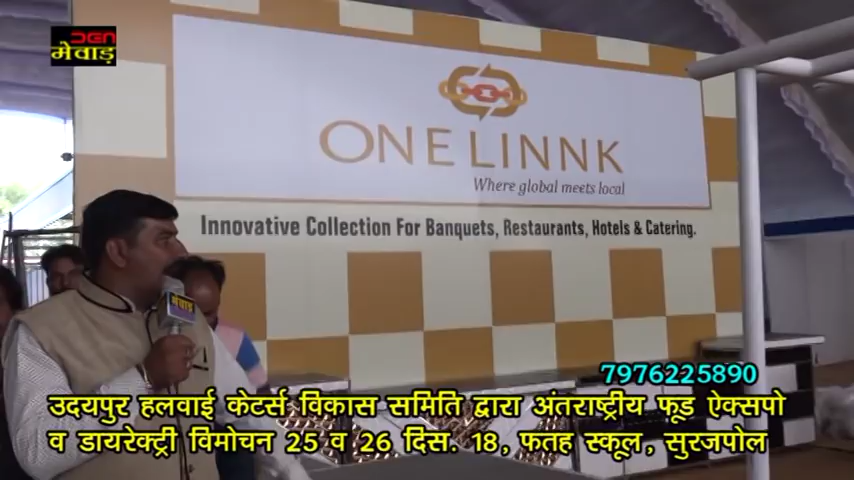 DGN
मेवाड़
ONE LINNK
Where global meets local
Innovative Collection For Banquets, Restaurants, Hotels & Catering.
मेवाड़
7976225890
उदयपुर हलवाई केटर्स विकास समिति द्वारा अंतराष्ट्रीय फूड ऐक्सपो
व डायरेक्ट्री विमोचन 25 व 26 दिस. 18, फतह स्कूल, सुरजपोल